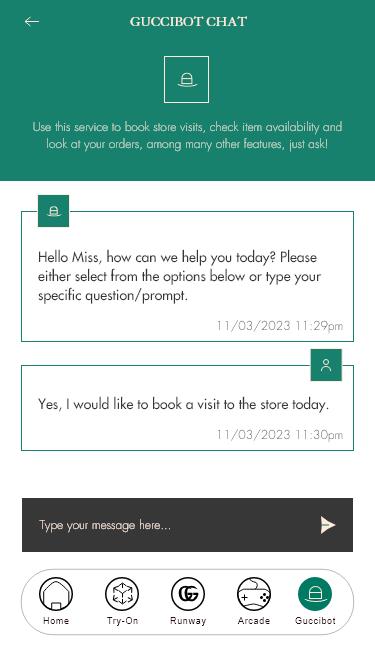 GUCCIBOT CHAT
Use this service to book store visits, check item availability and
look at your orders, among many other features, just ask!
Hello Miss, how can we help you today? Please
either select from the options below or type your
specific question/prompt.
11/03/2023 11:29pm
Yes, I would like to book a visit to the store today.
11/03/2023 11:30pm
Type your message here...
Home Try-On Runway Arcade Guccibot